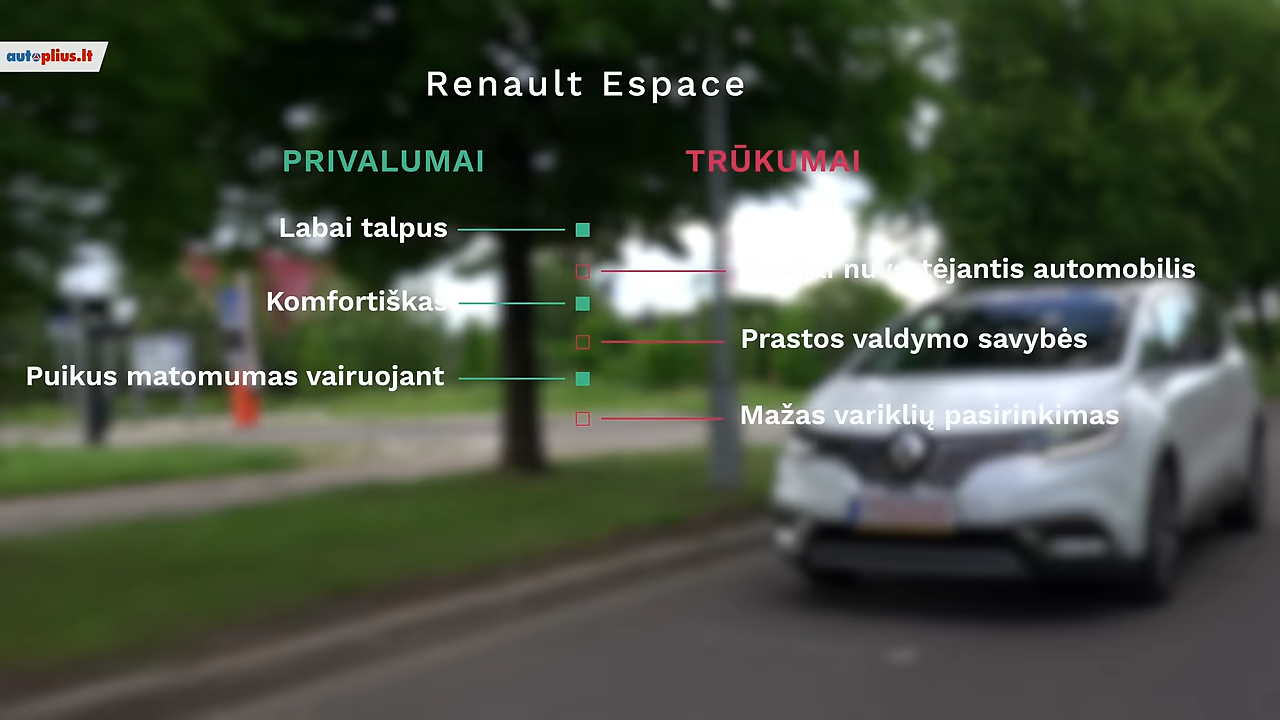 autoplius.lt
Renault Espace
PRIVALUMAI
TRŪKUMAI
Labai talpus
automobilis
Komfortiškas
Prastos valdymo savybės
Puikus matomumas vairuojant
Mažas variklių pasirinkimas